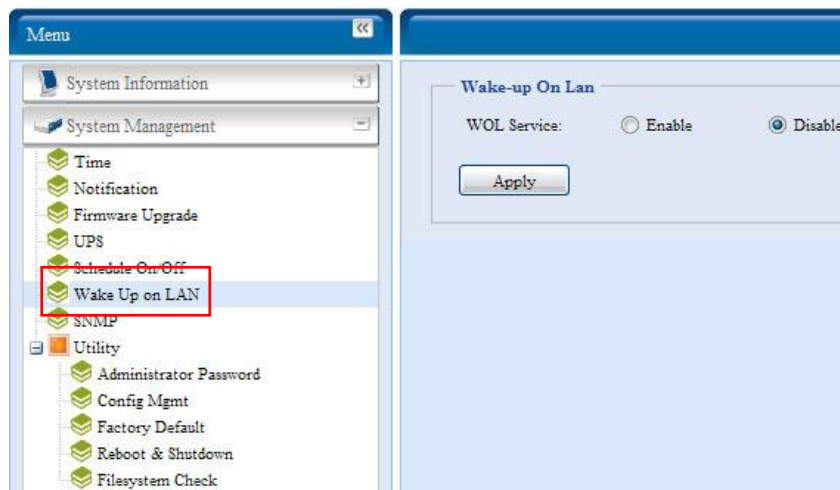 Menu
System Information
System Management
Time
Notification
Firmware Upgrade
UPS
Schedule On/Off
Wake Up on LAN
SNMP
Utility
Administrator Password
Config Mgmt
Factory Default
Reboot & Shutdown
Filesystem Check
Wake-up On Lan
WOL Service: Enable Disable
Apply